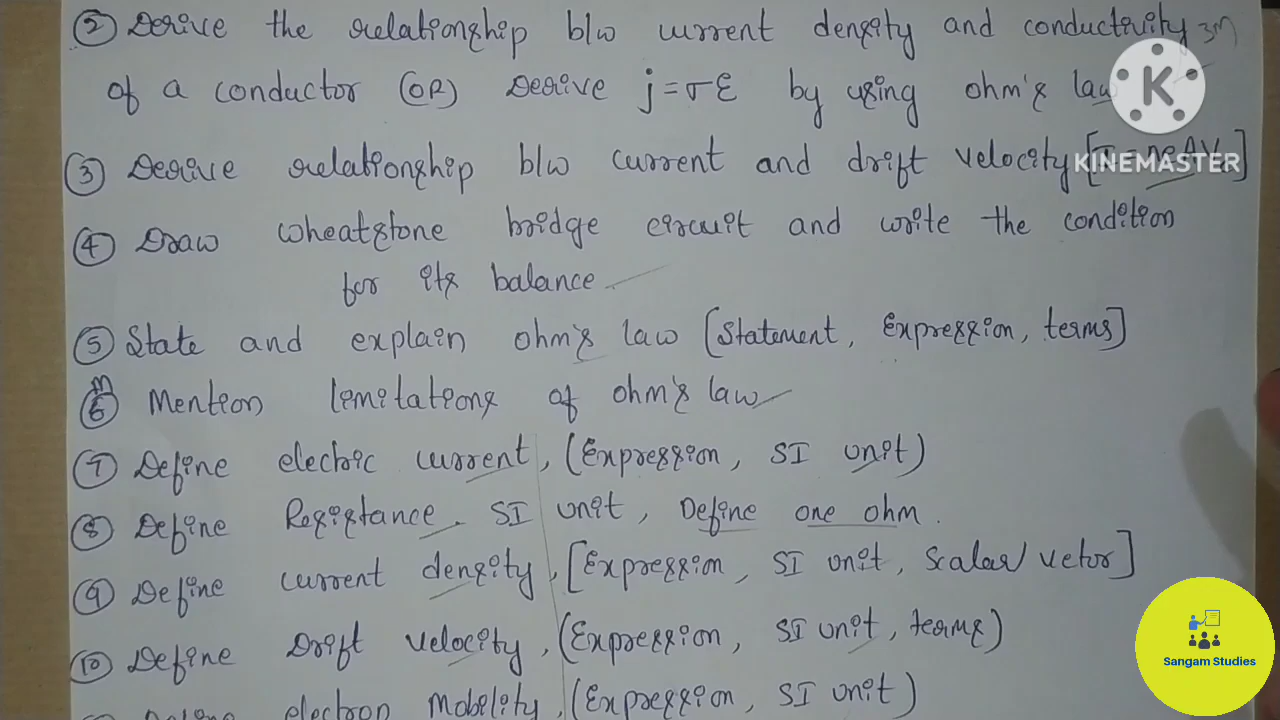 ② Derive the relationship b/w current density and conductivity 3m
of a conductor (OR) Derive j=σE by using ohm's law
③ Derive relationship b/w current and drift velocity [I=neAVd]
④ Draw wheatstone bridge circuit and write the condition
for its balance
⑤ State and explain ohm's law [Statement, Expression, terms]
m
⑥ Mention limitations of ohm's law
⑦ Define electric current, (Expression, SI unit)
⑧ Define Resistance. SI unit, Define one ohm.
⑨ Define current density, [Expression, SI unit, Scalar/vetor]
⑩ Define Drift velocity, (Expression, SI unit, terms)
electron Mobility, (Expression, SI unit)
K
KINEMASTER
Sangam Studies